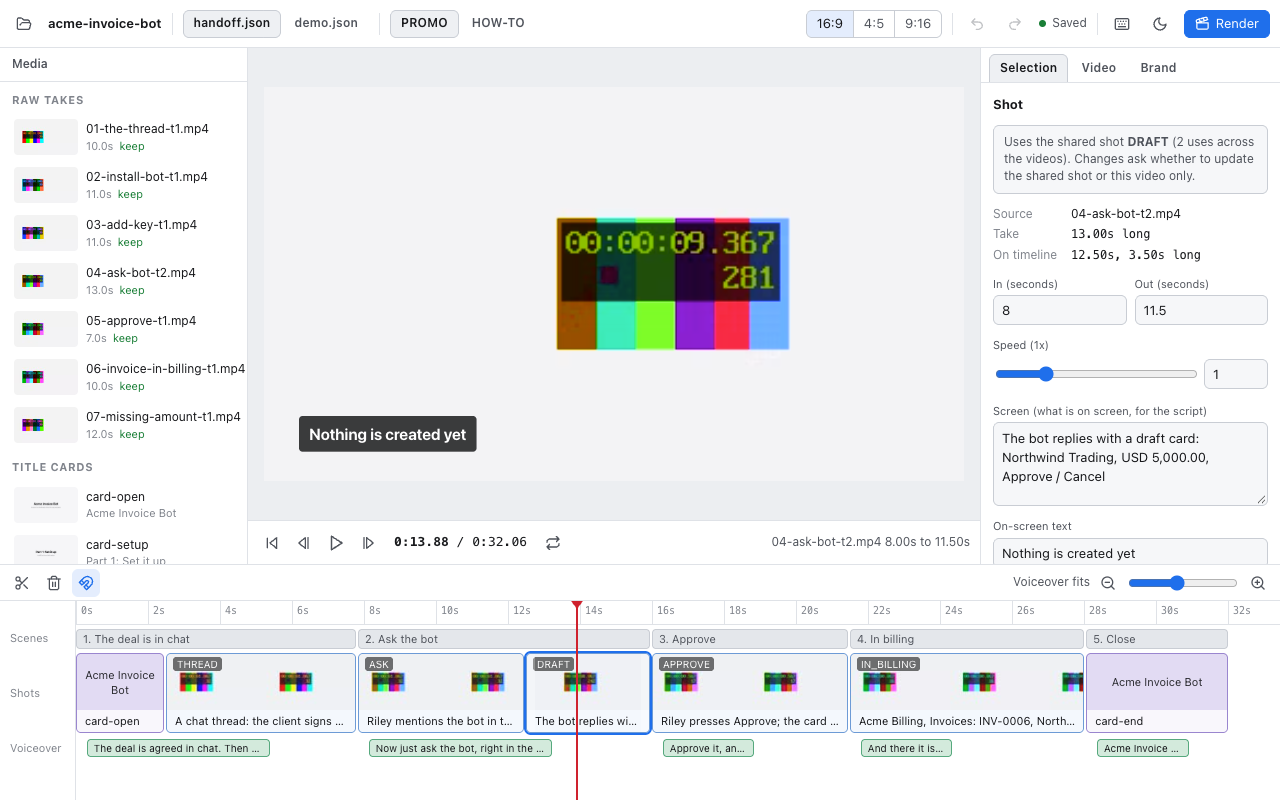 acme-invoice-bot
handoff.json
demo.json
PROMO
HOW-TO
16:9
4:5
9:16
Saved
Render
Media
RAW TAKES
01-the-thread-t1.mp4
10.0s keep
02-install-bot-t1.mp4
11.0s keep
03-add-key-t1.mp4
11.0s keep
04-ask-bot-t2.mp4
13.0s keep
05-approve-t1.mp4
7.0s keep
06-invoice-in-billing-t1.mp4
10.0s keep
07-missing-amount-t1.mp4
12.0s keep
TITLE CARDS
card-open
Acme Invoice Bot
card-setup
Part 1: Set it up
00:00:09.367
281
Nothing is created yet
0:13.88 / 0:32.06
04-ask-bot-t2.mp4 8.00s to 11.50s
Selection
Video
Brand
Shot
Uses the shared shot DRAFT (2 uses across
the videos). Changes ask whether to update
the shared shot or this video only.
Source 04-ask-bot-t2.mp4
Take 13.00s long
On timeline 12.50s, 3.50s long
In (seconds)
Out (seconds)
8
11.5
Speed (1x)
1
Screen (what is on screen, for the script)
The bot replies with a draft card:
Northwind Trading, USD 5,000.00,
Approve / Cancel
On-screen text
Nothing is created yet
Voiceover fits
0s 2s 4s 6s 8s 10s 12s 14s 16s 18s 20s 22s 24s 26s 28s 30s 32s
Scenes
1. The deal is in chat
2. Ask the bot
3. Approve
4. In billing
5. Close
Shots
Acme Invoice
Bot
card-open
THREAD
A chat thread: the client signs ...
ASK
Riley mentions the bot in t...
DRAFT
The bot replies wi...
APPROVE
Riley presses Approve; the card ...
IN_BILLING
Acme Billing, Invoices: INV-0006, North...
Acme Invoice Bot
card-end
Voiceover
The deal is agreed in chat. Then ...
Now just ask the bot, right in the ...
Approve it, an...
And there it is...
Acme Invoice ...